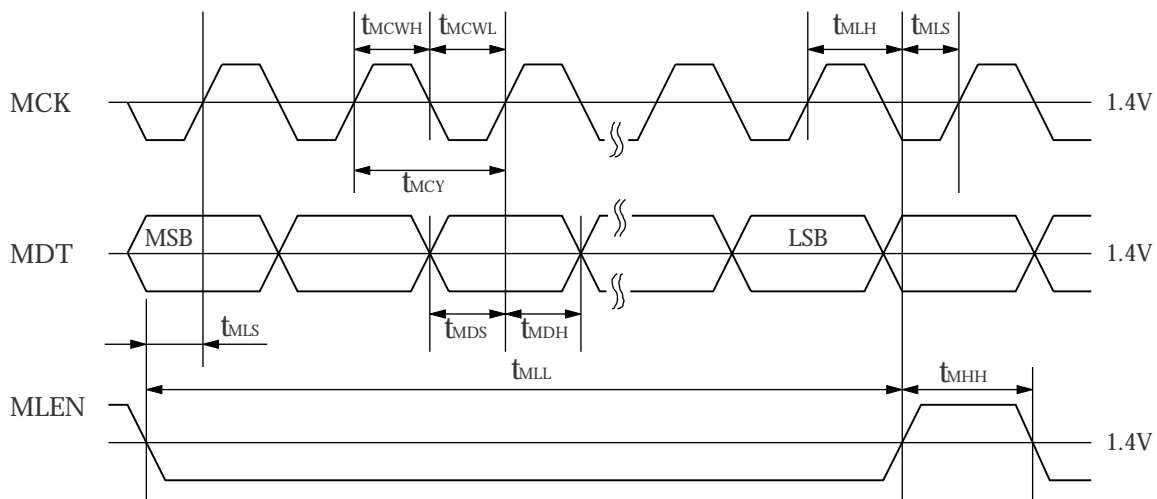 tMCWH tMCWL tMLH tMLS
MCK 1.4V
tMCY
MSB LSB
MDT 1.4V
tMLS tMDS tMDH
tMLL tMHH
MLEN 1.4V